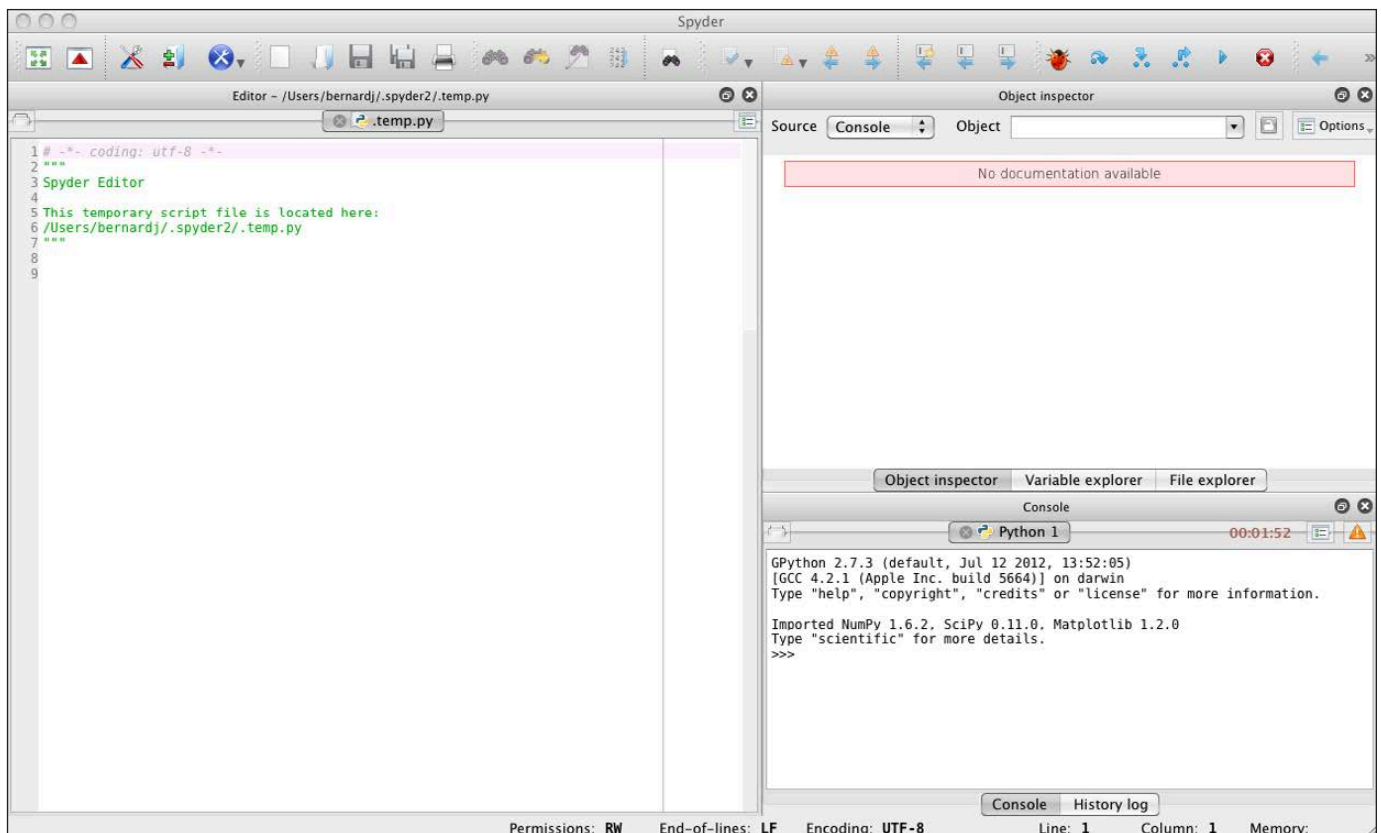 Spyder
Editor – /Users/bernardj/.spyder2/.temp.py
.temp.py
1 # -*- coding: utf-8 -*-
2 """
3 Spyder Editor
4
5 This temporary script file is located here:
6 /Users/bernardj/.spyder2/.temp.py
7 """
8
9
Object inspector
Source Console Object Options
No documentation available
Object inspector Variable explorer File explorer
Console
Python 1 00:01:52
GPython 2.7.3 (default, Jul 12 2012, 13:52:05)
[GCC 4.2.1 (Apple Inc. build 5664)] on darwin
Type "help", "copyright", "credits" or "license" for more information.
Imported NumPy 1.6.2, SciPy 0.11.0, Matplotlib 1.2.0
Type "scientific" for more details.
>>>
Console History log
Permissions: RW End-of-lines: LF Encoding: UTF-8 Line: 1 Column: 1 Memory: